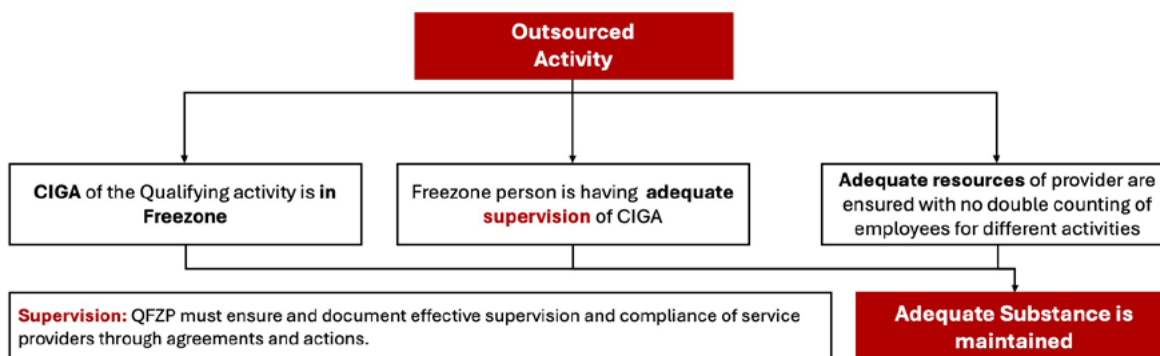 Outsourced
Activity
CIGA of the Qualifying activity is in
Freezone
Freezone person is having adequate
supervision of CIGA
Adequate resources of provider are
ensured with no double counting of
employees for different activities
Supervision: QFZP must ensure and document effective supervision and compliance of service
providers through agreements and actions.
Adequate Substance is
maintained